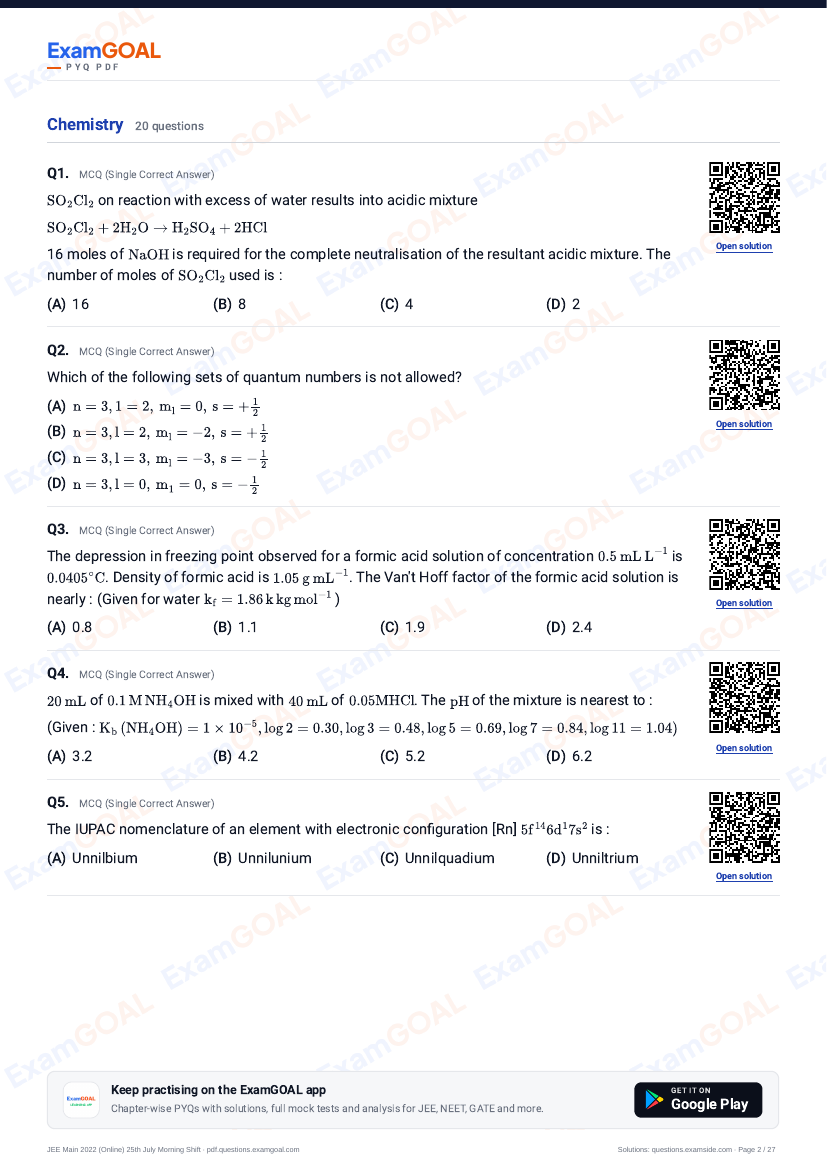 ExamGOAL
PYQ PDF
Chemistry 20 questions
Q1. MCQ (Single Correct Answer)
SO₂Cl₂ on reaction with excess of water results into acidic mixture
SO₂Cl₂ + 2H₂O → H₂SO₄ + 2HCl
16 moles of NaOH is required for the complete neutralisation of the resultant acidic mixture. The
number of moles of SO₂Cl₂ used is :
(A) 16 (B) 8 (C) 4 (D) 2
Open solution
Q2. MCQ (Single Correct Answer)
Which of the following sets of quantum numbers is not allowed?
(A) n = 3, l = 2, mₗ = 0, s = +1/2
(B) n = 3, l = 2, mₗ = −2, s = +1/2
(C) n = 3, l = 3, mₗ = −3, s = −1/2
(D) n = 3, l = 0, mₗ = 0, s = −1/2
Open solution
Q3. MCQ (Single Correct Answer)
The depression in freezing point observed for a formic acid solution of concentration 0.5 mL L⁻¹ is
0.0405°C. Density of formic acid is 1.05 g mL⁻¹. The Van't Hoff factor of the formic acid solution is
nearly : (Given for water k_f = 1.86 k kg mol⁻¹ )
(A) 0.8 (B) 1.1 (C) 1.9 (D) 2.4
Open solution
Q4. MCQ (Single Correct Answer)
20 mL of 0.1 M NH₄OH is mixed with 40 mL of 0.05MHCl. The pH of the mixture is nearest to :
(Given : K_b (NH₄OH) = 1 × 10⁻⁵, log 2 = 0.30, log 3 = 0.48, log 5 = 0.69, log 7 = 0.84, log 11 = 1.04)
(A) 3.2 (B) 4.2 (C) 5.2 (D) 6.2
Open solution
Q5. MCQ (Single Correct Answer)
The IUPAC nomenclature of an element with electronic configuration [Rn] 5f¹⁴6d¹7s² is :
(A) Unnilbium (B) Unnilunium (C) Unnilquadium (D) Unniltrium
Open solution
Keep practising on the ExamGOAL app
Chapter-wise PYQs with solutions, full mock tests and analysis for JEE, NEET, GATE and more.
GET IT ON
Google Play
JEE Main 2022 (Online) 25th July Morning Shift · pdf.questions.examgoal.com
Solutions: questions.examside.com · Page 2 / 27